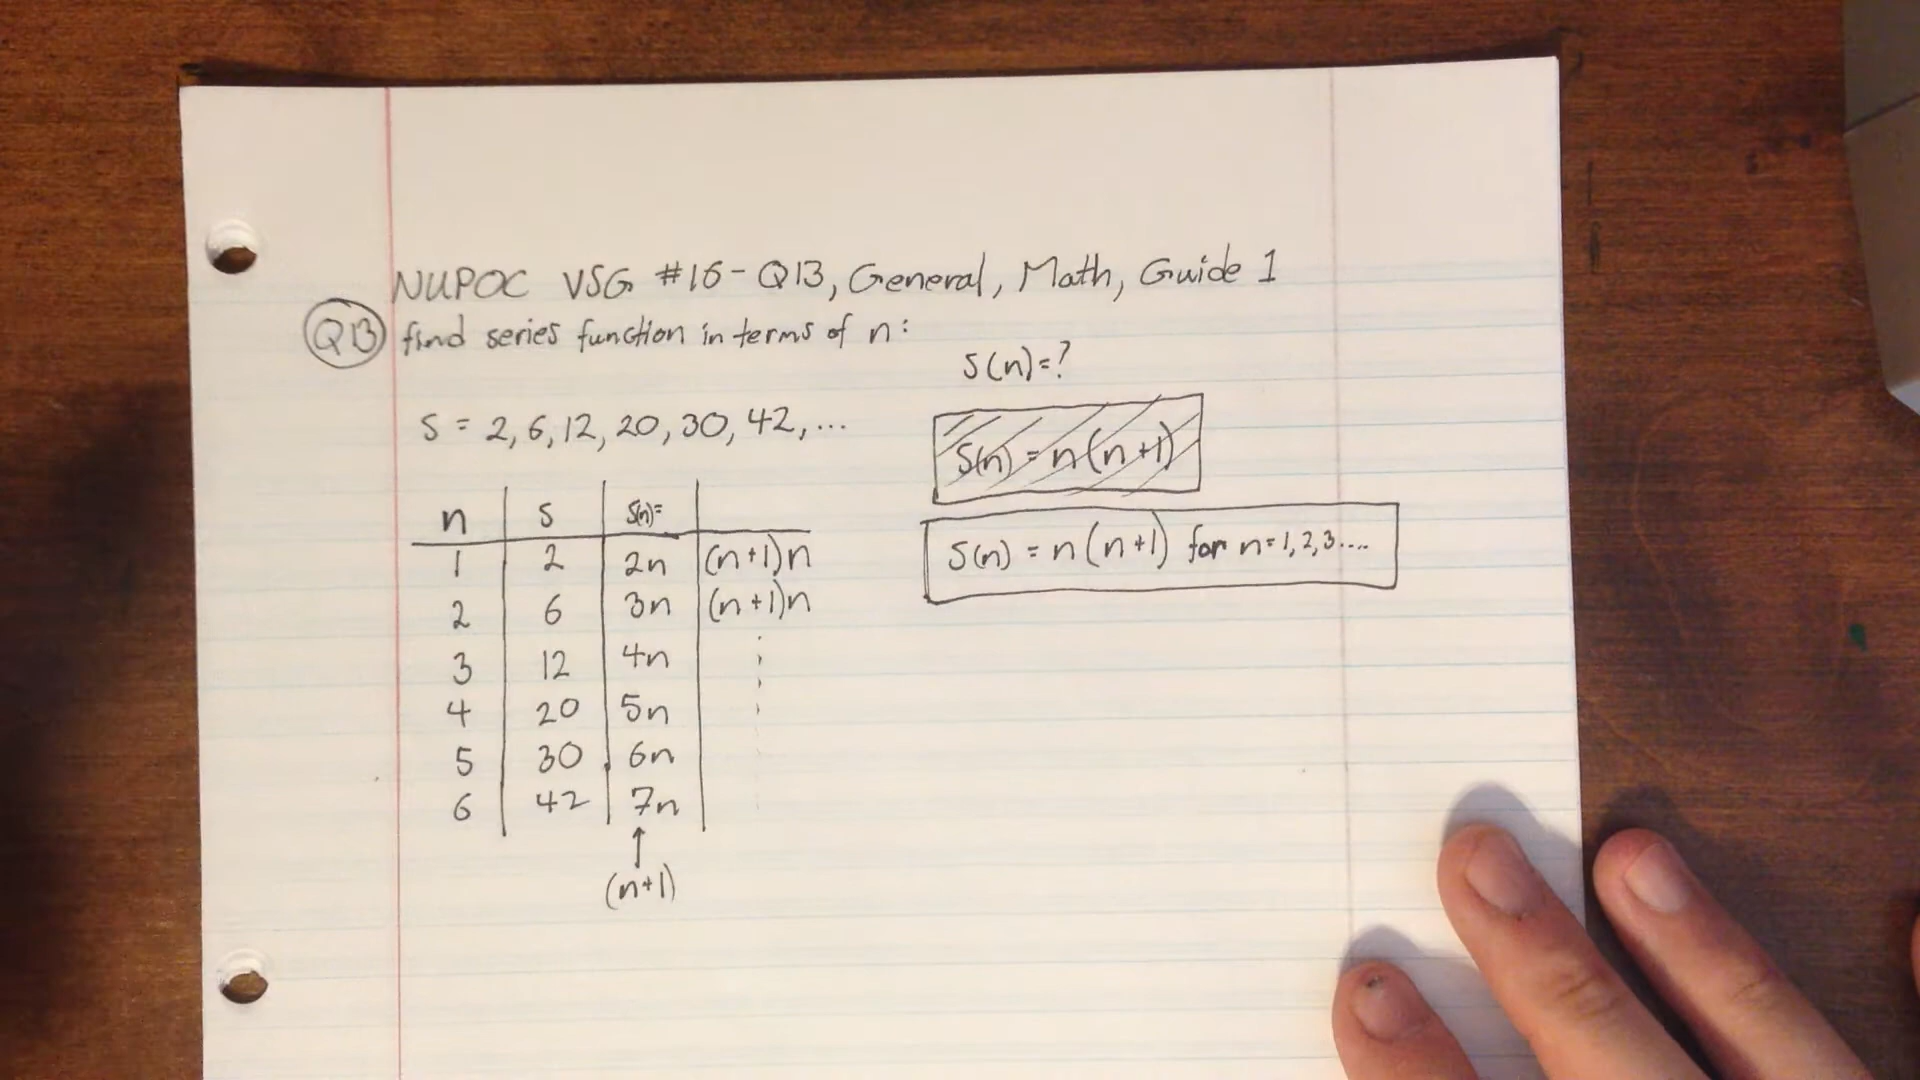 NUPOC VSG #16 - Q13, General, Math, Guide 1
Q13 find series function in terms of n:
S(n)=?
S = 2, 6, 12, 20, 30, 42, ...
S(n) = n(n+1)
S(n) = n(n+1) for n=1,2,3....
n S S(n)=
1 2 2n (n+1)n
2 6 3n (n+1)n
3 12 4n
4 20 5n
5 30 6n
6 42 7n
(n+1)